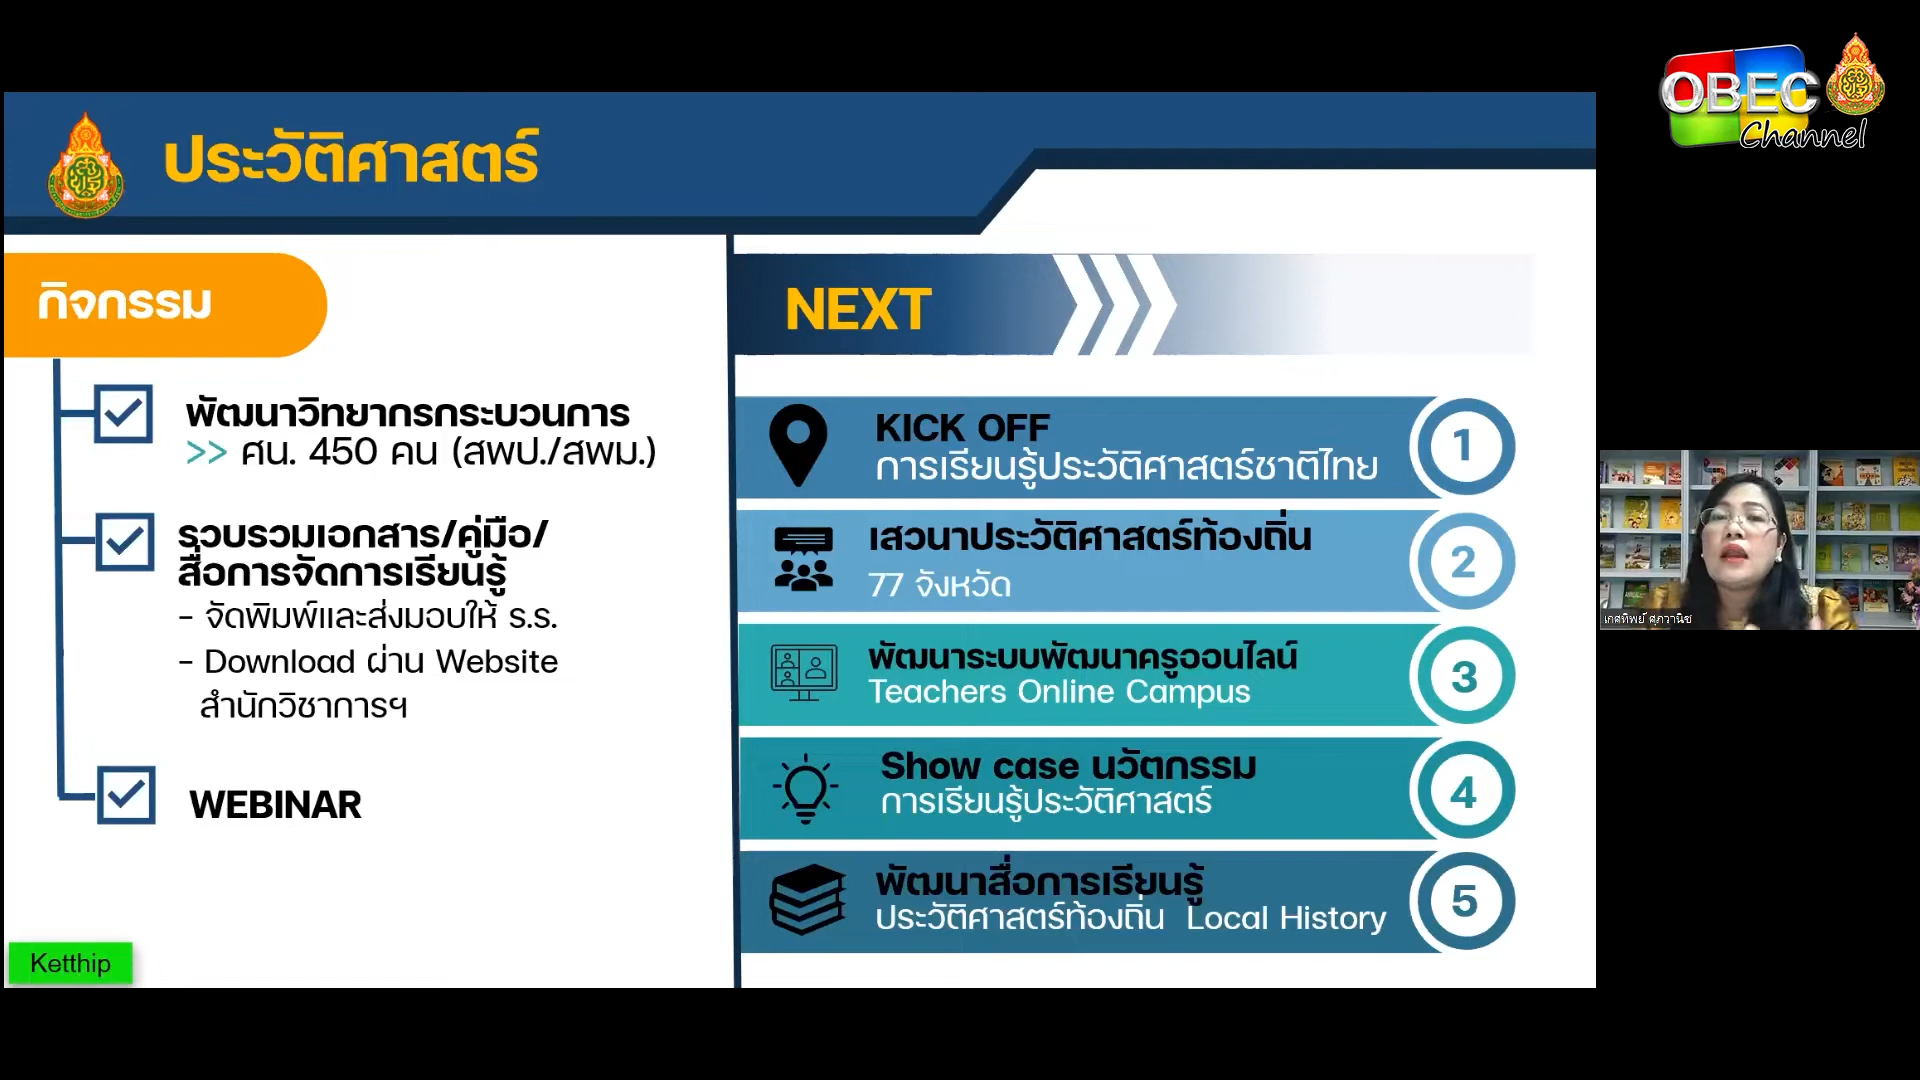 OBEC
Channel
ประวัติศาสตร์
กิจกรรม
พัฒนาวิทยากรกระบวนการ
>> ศน. 450 คน (สพป./สพม.)
รวบรวมเอกสาร/คู่มือ/
สื่อการจัดการเรียนรู้
- จัดพิมพ์และส่งมอบให้ ร.ร.
- Download ผ่าน Website
สำนักวิชาการฯ
WEBINAR
NEXT
KICK OFF
การเรียนรู้ประวัติศาสตร์ชาติไทย
1
เสวนาประวัติศาสตร์ท้องถิ่น
77 จังหวัด
2
พัฒนาระบบพัฒนาครูออนไลน์
Teachers Online Campus
3
Show case นวัตกรรม
การเรียนรู้ประวัติศาสตร์
4
พัฒนาสื่อการเรียนรู้
ประวัติศาสตร์ท้องถิ่น Local History
5
Ketthip
เกศทิพย์ ศุภวานิช